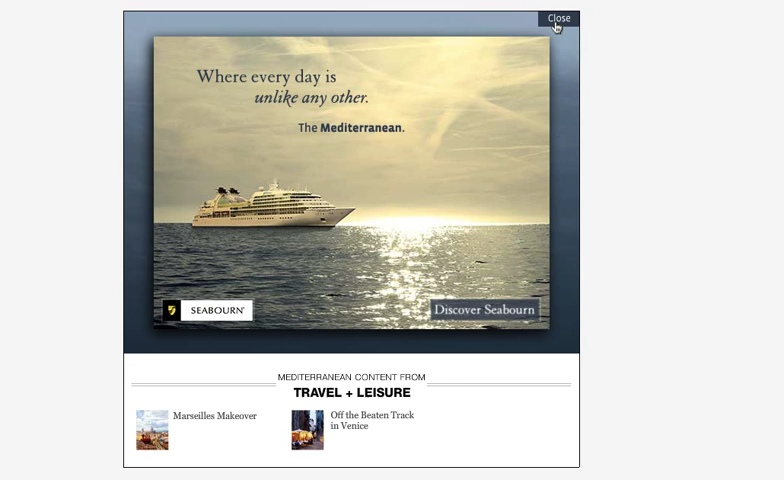 Close
Where every day is
unlike any other.
The Mediterranean.
SEABOURN
Discover Seabourn
MEDITERRANEAN CONTENT FROM
TRAVEL + LEISURE
Marseilles Makeover
Off the Beaten Track
in Venice